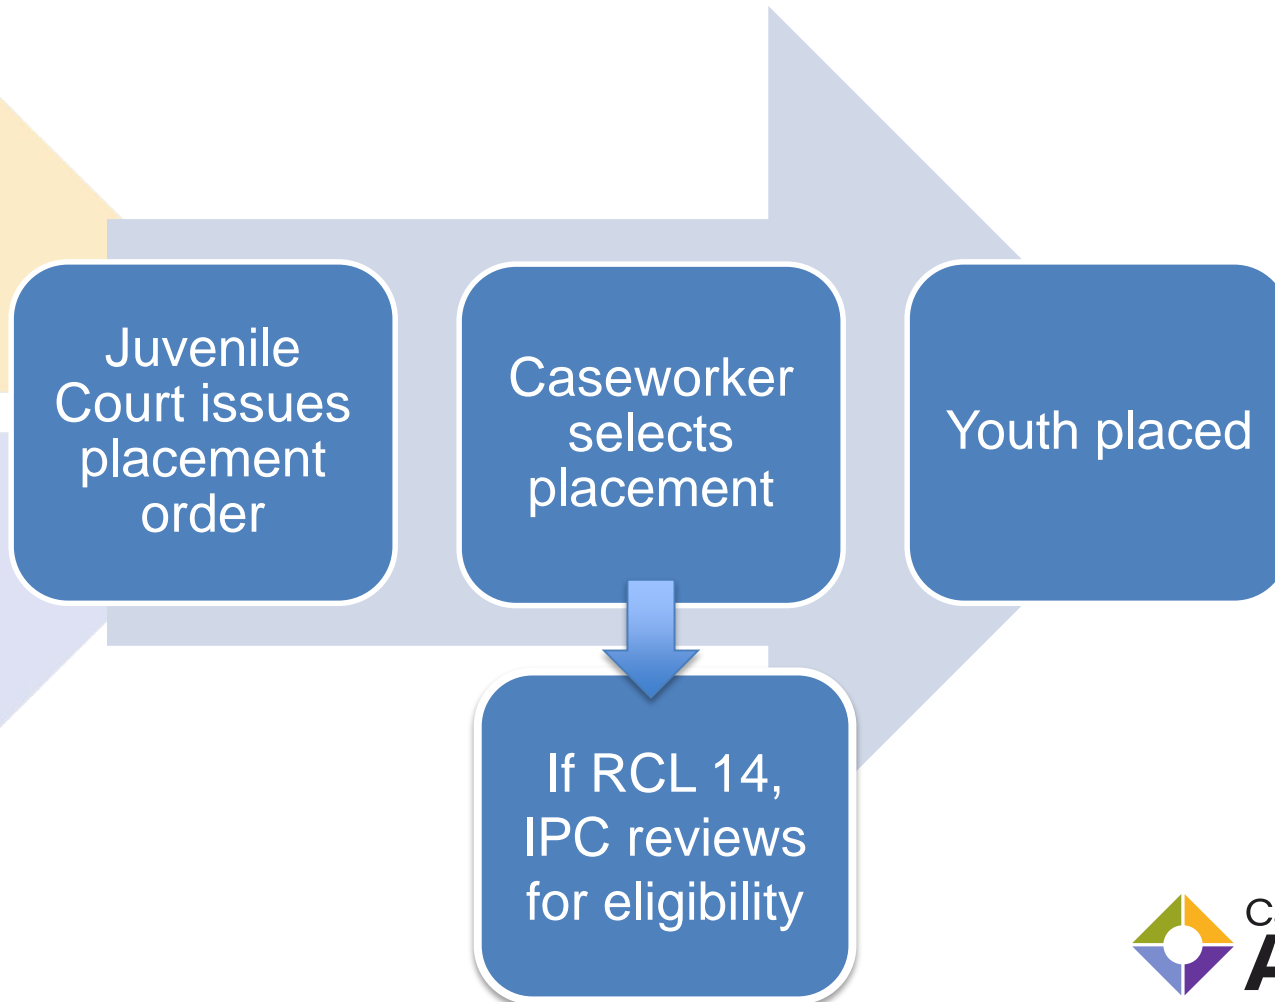 Juvenile
Court issues
placement
order
Caseworker
selects
placement
Youth placed
If RCL 14,
IPC reviews
for eligibility